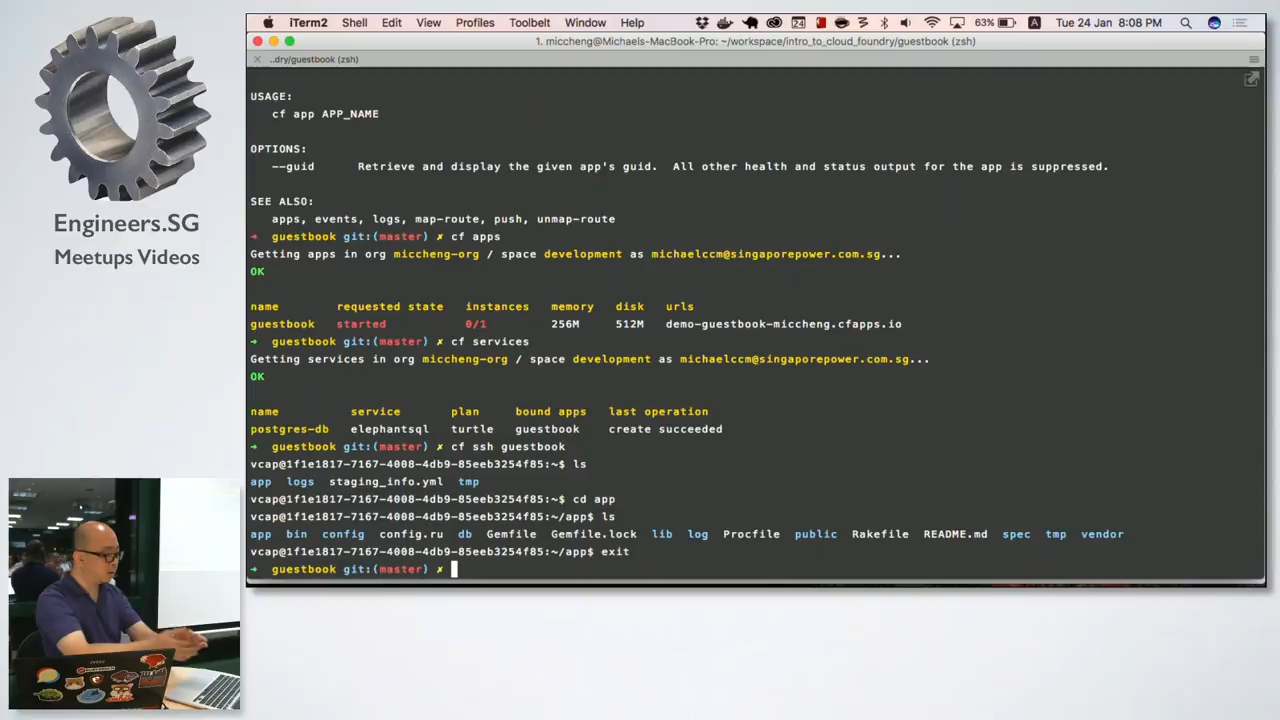 Engineers.SG
Meetups Videos
iTerm2 Shell Edit View Profiles Toolbelt Window Help
24
63%
A
Tue 24 Jan 8:08 PM
1. miccheng@Michaels-MacBook-Pro: ~/workspace/intro_to_cloud_foundry/guestbook (zsh)
..dry/guestbook (zsh)
USAGE:
cf app APP_NAME
OPTIONS:
--guid Retrieve and display the given app's guid. All other health and status output for the app is suppressed.
SEE ALSO:
apps, events, logs, map-route, push, unmap-route
➜ guestbook git:(master) ✗ cf apps
Getting apps in org miccheng-org / space development as michaelccm@singaporepower.com.sg...
OK
name requested state instances memory disk urls
guestbook started 0/1 256M 512M demo-guestbook-miccheng.cfapps.io
➜ guestbook git:(master) ✗ cf services
Getting services in org miccheng-org / space development as michaelccm@singaporepower.com.sg...
OK
name service plan bound apps last operation
postgres-db elephantsql turtle guestbook create succeeded
➜ guestbook git:(master) ✗ cf ssh guestbook
vcap@1f1e1817-7167-4008-4db9-85eeb3254f85:~$ ls
app logs staging_info.yml tmp
vcap@1f1e1817-7167-4008-4db9-85eeb3254f85:~$ cd app
vcap@1f1e1817-7167-4008-4db9-85eeb3254f85:~/app$ ls
app bin config config.ru db Gemfile Gemfile.lock lib log Procfile public Rakefile README.md spec tmp vendor
vcap@1f1e1817-7167-4008-4db9-85eeb3254f85:~/app$ exit
➜ guestbook git:(master) ✗